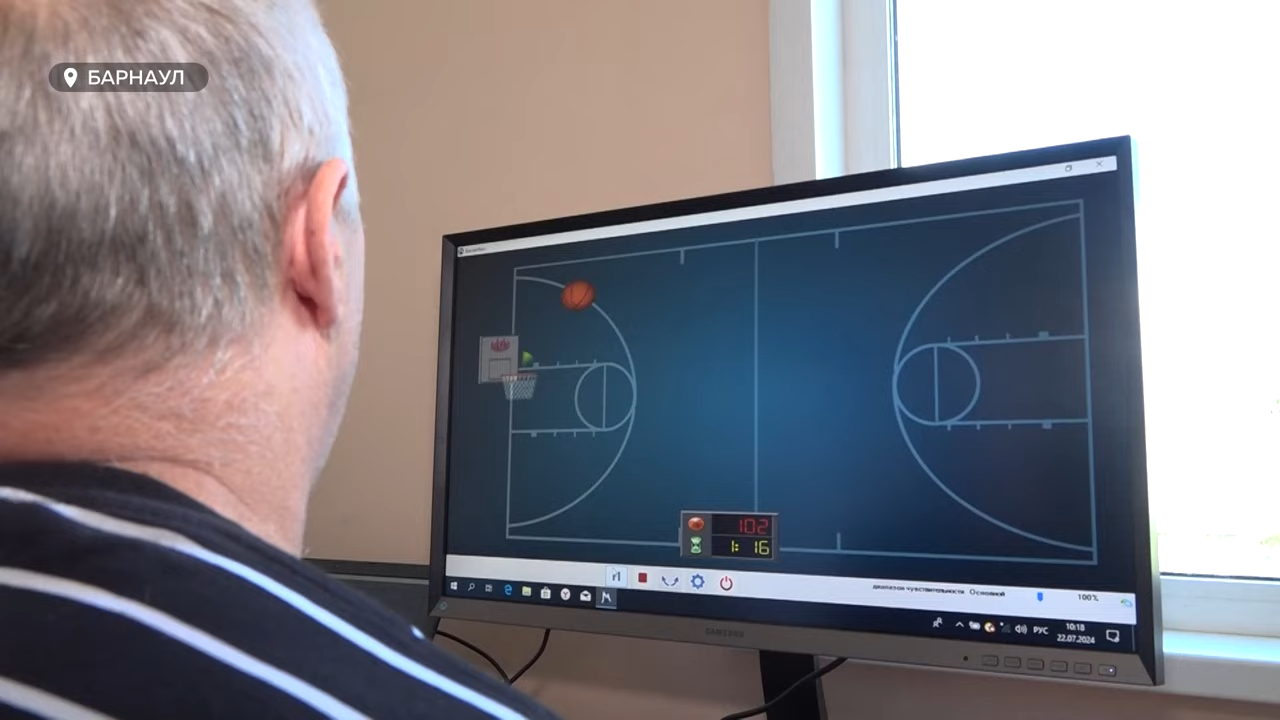 БАРНАУЛ
102
1:16
диапазон чувствительности Основной
100%
РУС
10:18
22.07.2024
SAMSUNG